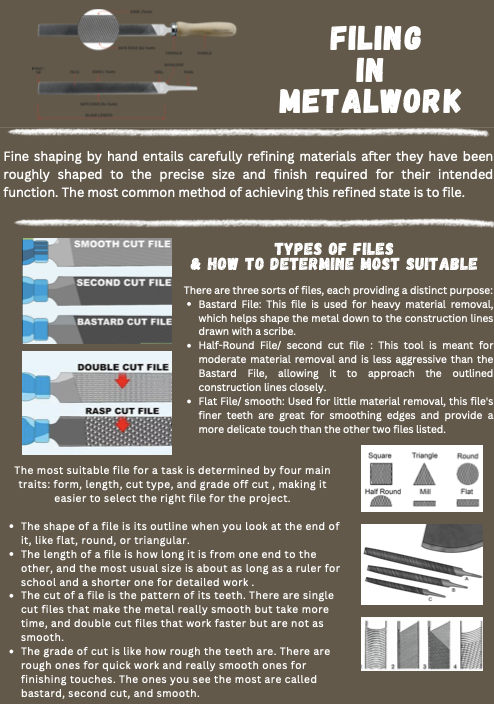 FILING
IN
METALWORK
Fine shaping by hand entails carefully refining materials after they have been
roughly shaped to the precise size and finish required for their intended
function. The most common method of achieving this refined state is to file.
SMOOTH CUT FILE
SECOND CUT FILE
BASTARD CUT FILE
DOUBLE CUT FILE
RASP CUT FILE
TYPES OF FILES
& HOW TO DETERMINE MOST SUITABLE
There are three sorts of files, each providing a distinct purpose:
• Bastard File: This file is used for heavy material removal,
which helps shape the metal down to the construction lines
drawn with a scribe.
• Half-Round File/ second cut file : This tool is meant for
moderate material removal and is less aggressive than the
Bastard File, allowing it to approach the outlined
construction lines closely.
• Flat File/ smooth: Used for little material removal, this file's
finer teeth are great for smoothing edges and provide a
more delicate touch than the other two files listed.
The most suitable file for a task is determined by four main
traits: form, length, cut type, and grade off cut , making it
easier to select the right file for the project.
• The shape of a file is its outline when you look at the end of
it, like flat, round, or triangular.
• The length of a file is how long it is from one end to the
other, and the most usual size is about as long as a ruler for
school and a shorter one for detailed work .
• The cut of a file is the pattern of its teeth. There are single
cut files that make the metal really smooth but take more
time, and double cut files that work faster but are not as
smooth.
• The grade of cut is like how rough the teeth are. There are
rough ones for quick work and really smooth ones for
finishing touches. The ones you see the most are called
bastard, second cut, and smooth.
Square Triangle Round
Half Round Mill Flat
A
B
C
2 3 4